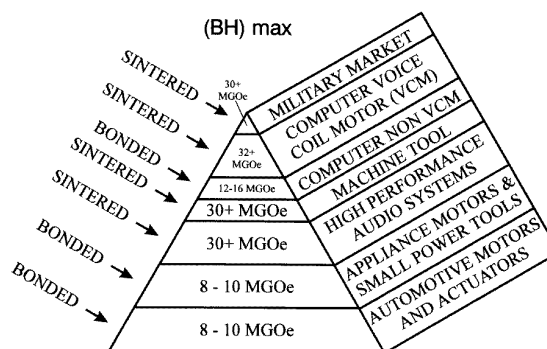 (BH) max
SINTERED
SINTERED
BONDED
SINTERED
SINTERED
BONDED
BONDED
30+
MGOe
32+
MGOe
12-16 MGOe
30+ MGOe
30+ MGOe
8 - 10 MGOe
8 - 10 MGOe
MILITARY MARKET
COMPUTER VOICE
COIL MOTOR (VCM)
COMPUTER NON VCM
MACHINE TOOL
HIGH PERFORMANCE
AUDIO SYSTEMS
APPLIANCE MOTORS &
SMALL POWER TOOLS
AUTOMOTIVE MOTORS
AND ACTUATORS